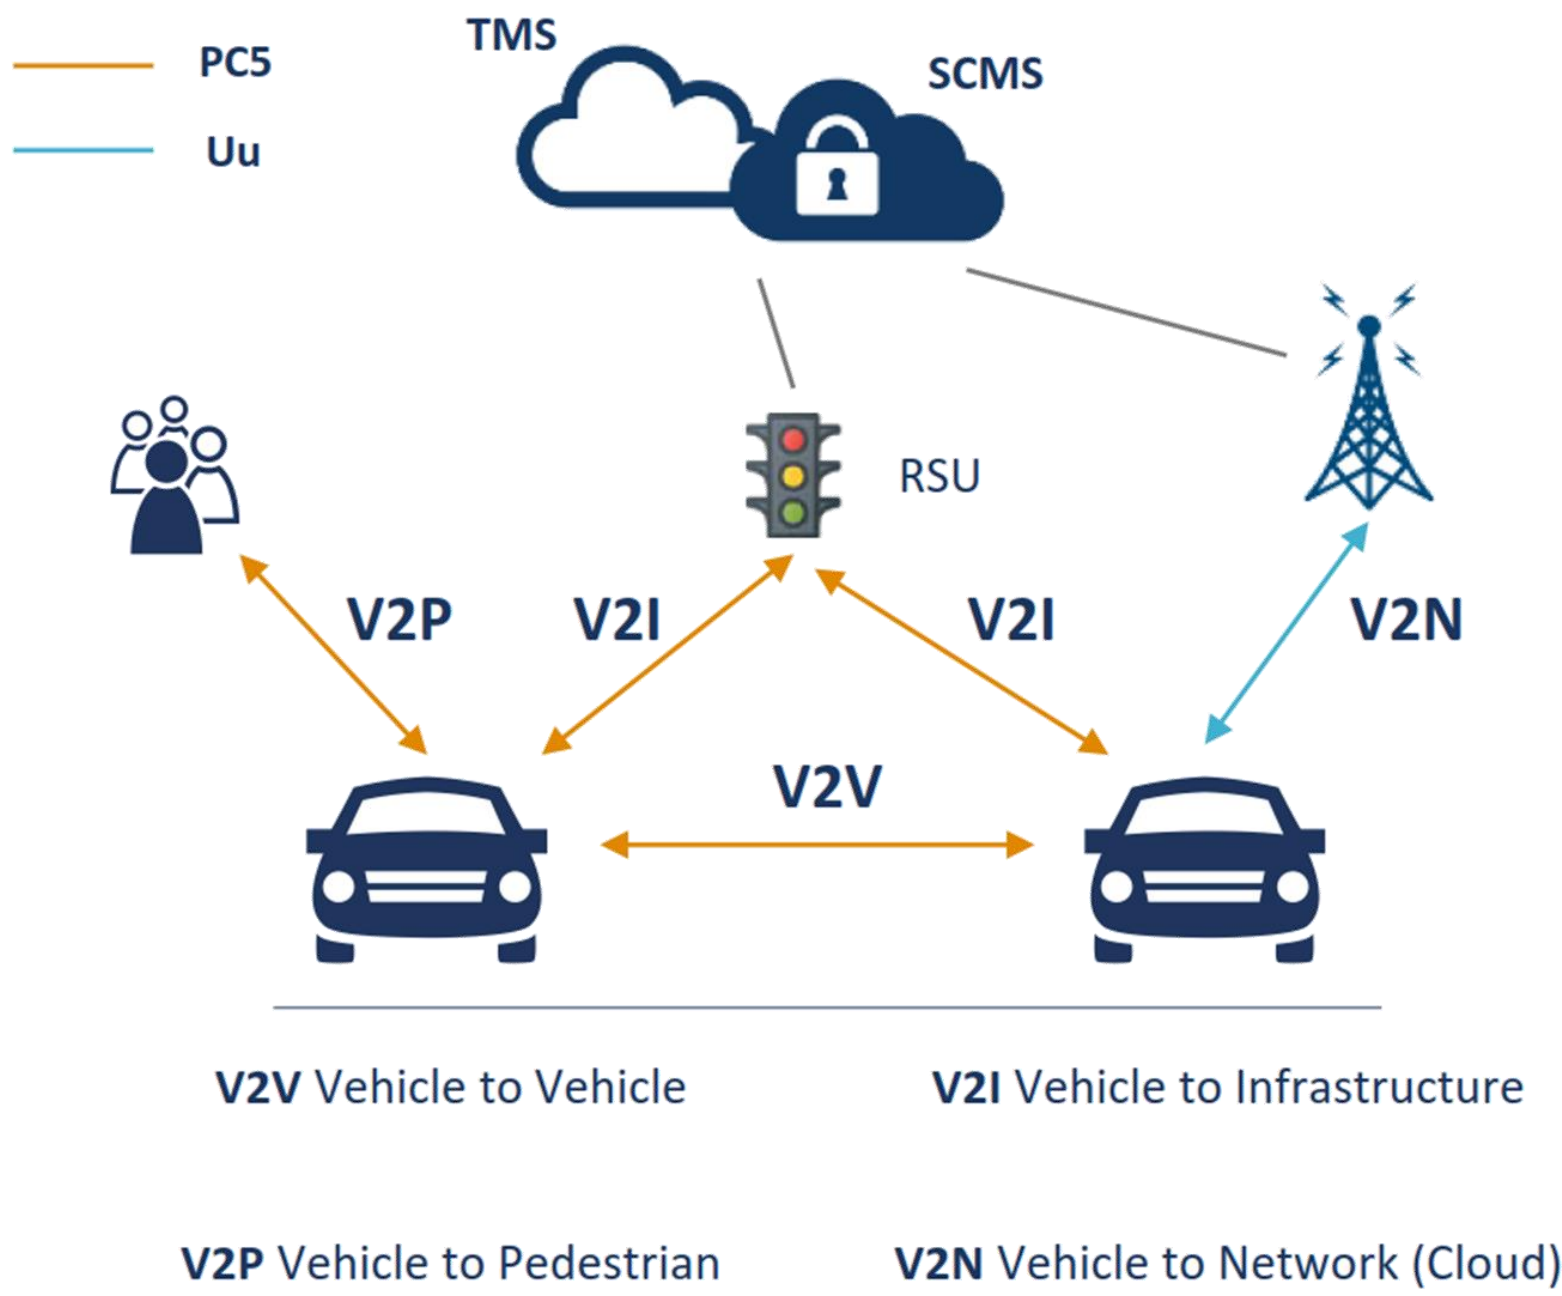 TMS
PC5
SCMS
Uu
RSU
V2P
V2I
V2I
V2N
V2V
V2V Vehicle to Vehicle
V2I Vehicle to Infrastructure
V2P Vehicle to Pedestrian
V2N Vehicle to Network (Cloud)